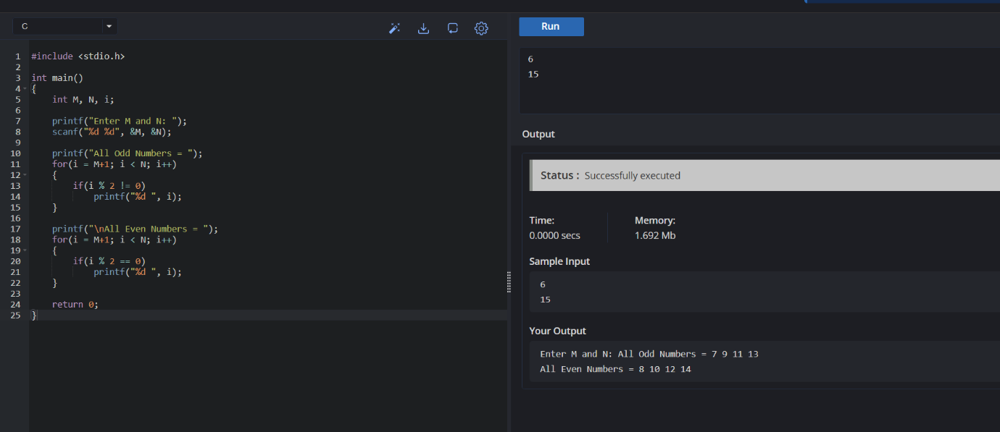 C
Run
1 #include <stdio.h>
2
3 int main()
4 {
5     int M, N, i;
6
7     printf("Enter M and N: ");
8     scanf("%d %d", &M, &N);
9
10     printf("All Odd Numbers = ");
11     for(i = M+1; i < N; i++)
12     {
13         if(i % 2 != 0)
14             printf("%d ", i);
15     }
16
17     printf("\nAll Even Numbers = ");
18     for(i = M+1; i < N; i++)
19     {
20         if(i % 2 == 0)
21             printf("%d ", i);
22     }
23
24     return 0;
25 }
6
15
Output
Status : Successfully executed
Time: Memory:
0.0000 secs 1.692 Mb
Sample Input
6
15
Your Output
Enter M and N: All Odd Numbers = 7 9 11 13
All Even Numbers = 8 10 12 14